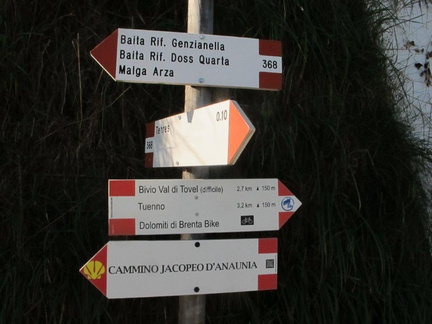 Baita Rif. Genzianella
Baita Rif. Doss Quarta
Malga Arza
368
Terres 0.10
368
Bivio Val di Tovel (difficile) 2,7 km ▲ 150 m
Tuenno 3,2 km ▲ 150 m
Dolomiti di Brenta Bike
CAMMINO JACOPEO D'ANAUNIA